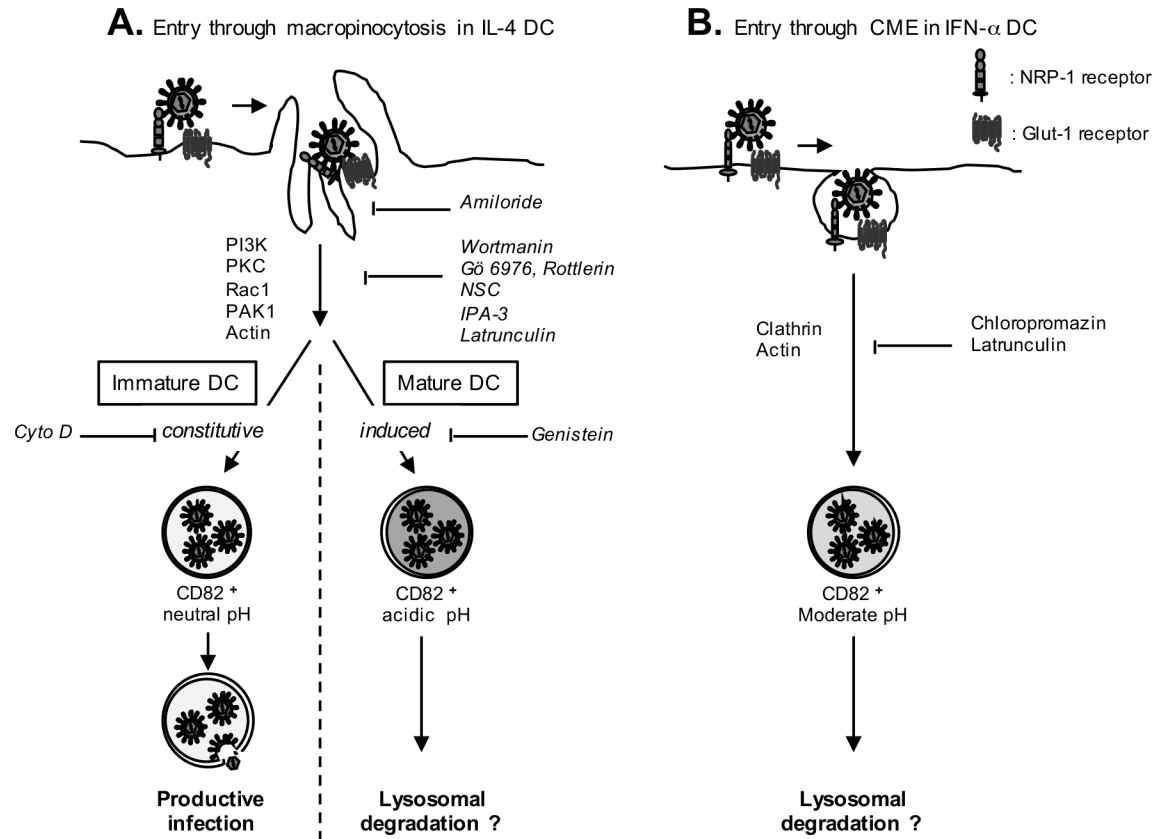 A. Entry through macropinocytosis in IL-4 DC
B. Entry through CME in IFN-α DC
: NRP-1 receptor
: Glut-1 receptor
Amiloride
PI3K
PKC
Rac1
PAK1
Actin
Wortmanin
Gö 6976, Rottlerin
NSC
IPA-3
Latrunculin
Immature DC
Mature DC
Cyto D
constitutive
induced
Genistein
CD82 +
neutral pH
CD82 +
acidic pH
Productive
infection
Lysosomal
degradation ?
Clathrin
Actin
Chloropromazin
Latrunculin
CD82 +
Moderate pH
Lysosomal
degradation ?